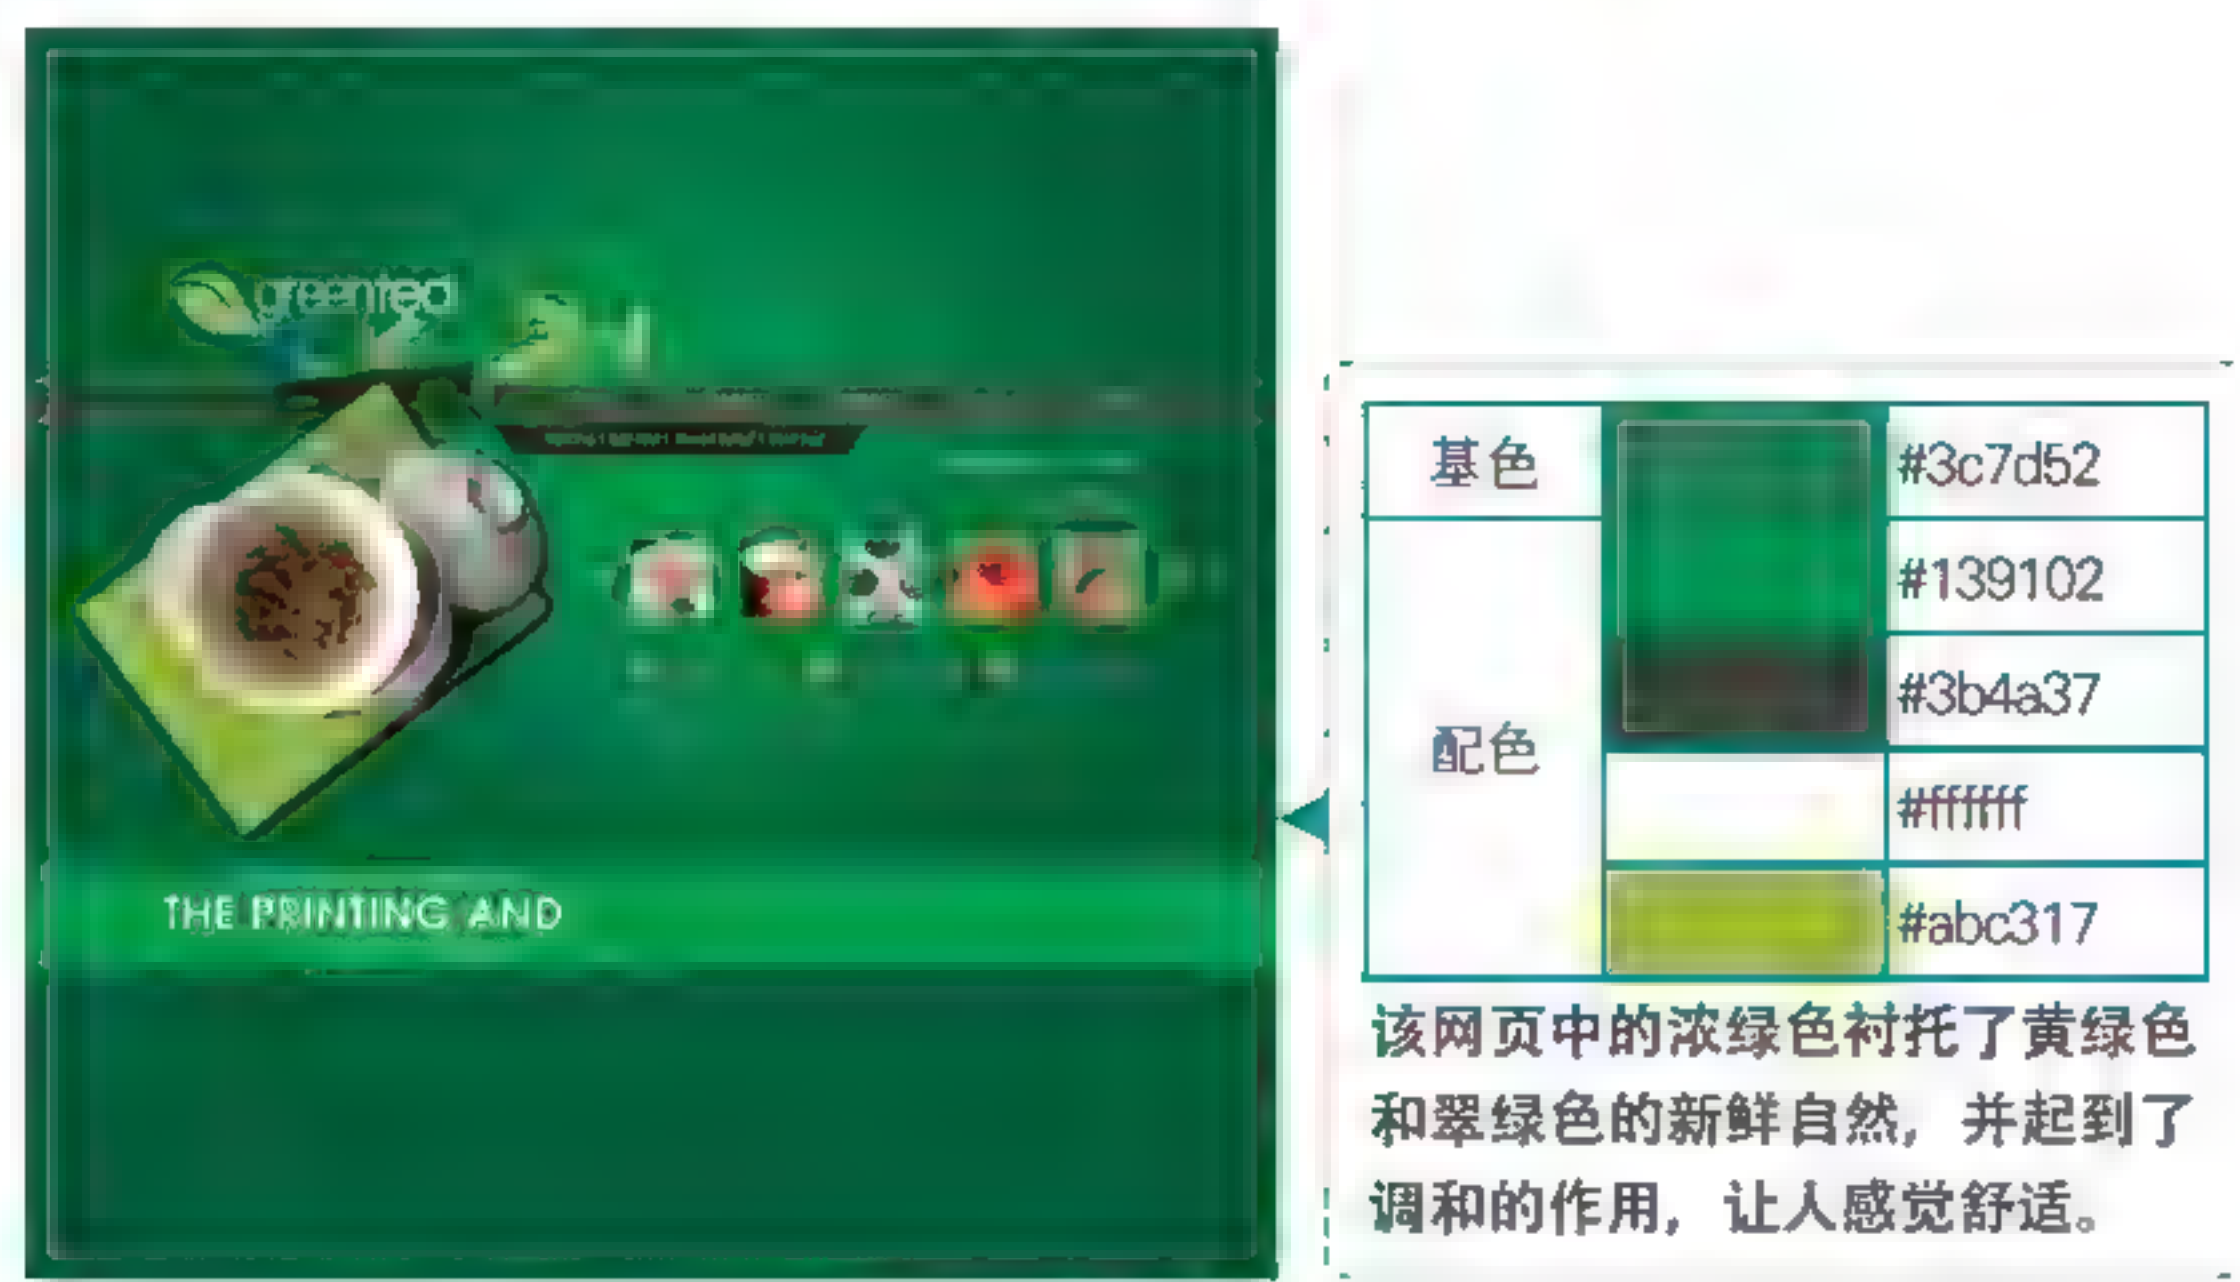 greentea
THE PRINTING AND
基色
#3c7d52
#139102
#3b4a37
配色
#ffffff
#abc317
该网页中的浓绿色衬托了黄绿色
和翠绿色的新鲜自然，并起到了
调和的作用，让人感觉舒适。